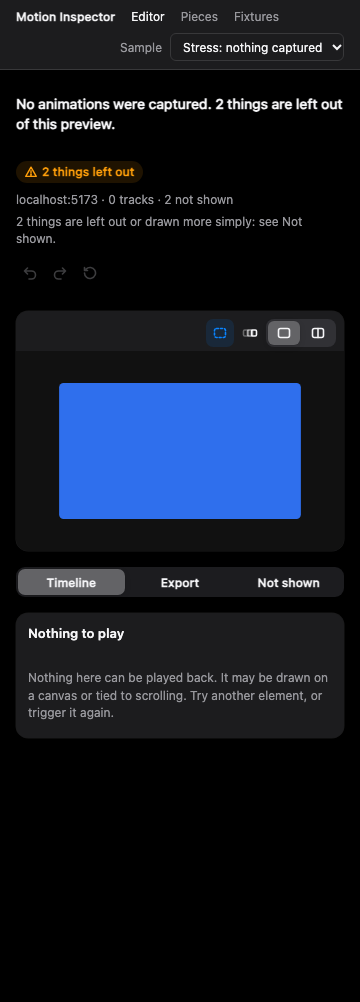 Motion Inspector Editor Pieces Fixtures
Sample Stress: nothing captured
No animations were captured. 2 things are left out
of this preview.
2 things left out
localhost:5173 · 0 tracks · 2 not shown
2 things are left out or drawn more simply: see Not
shown.
Timeline Export Not shown
Nothing to play
Nothing here can be played back. It may be drawn on
a canvas or tied to scrolling. Try another element, or
trigger it again.